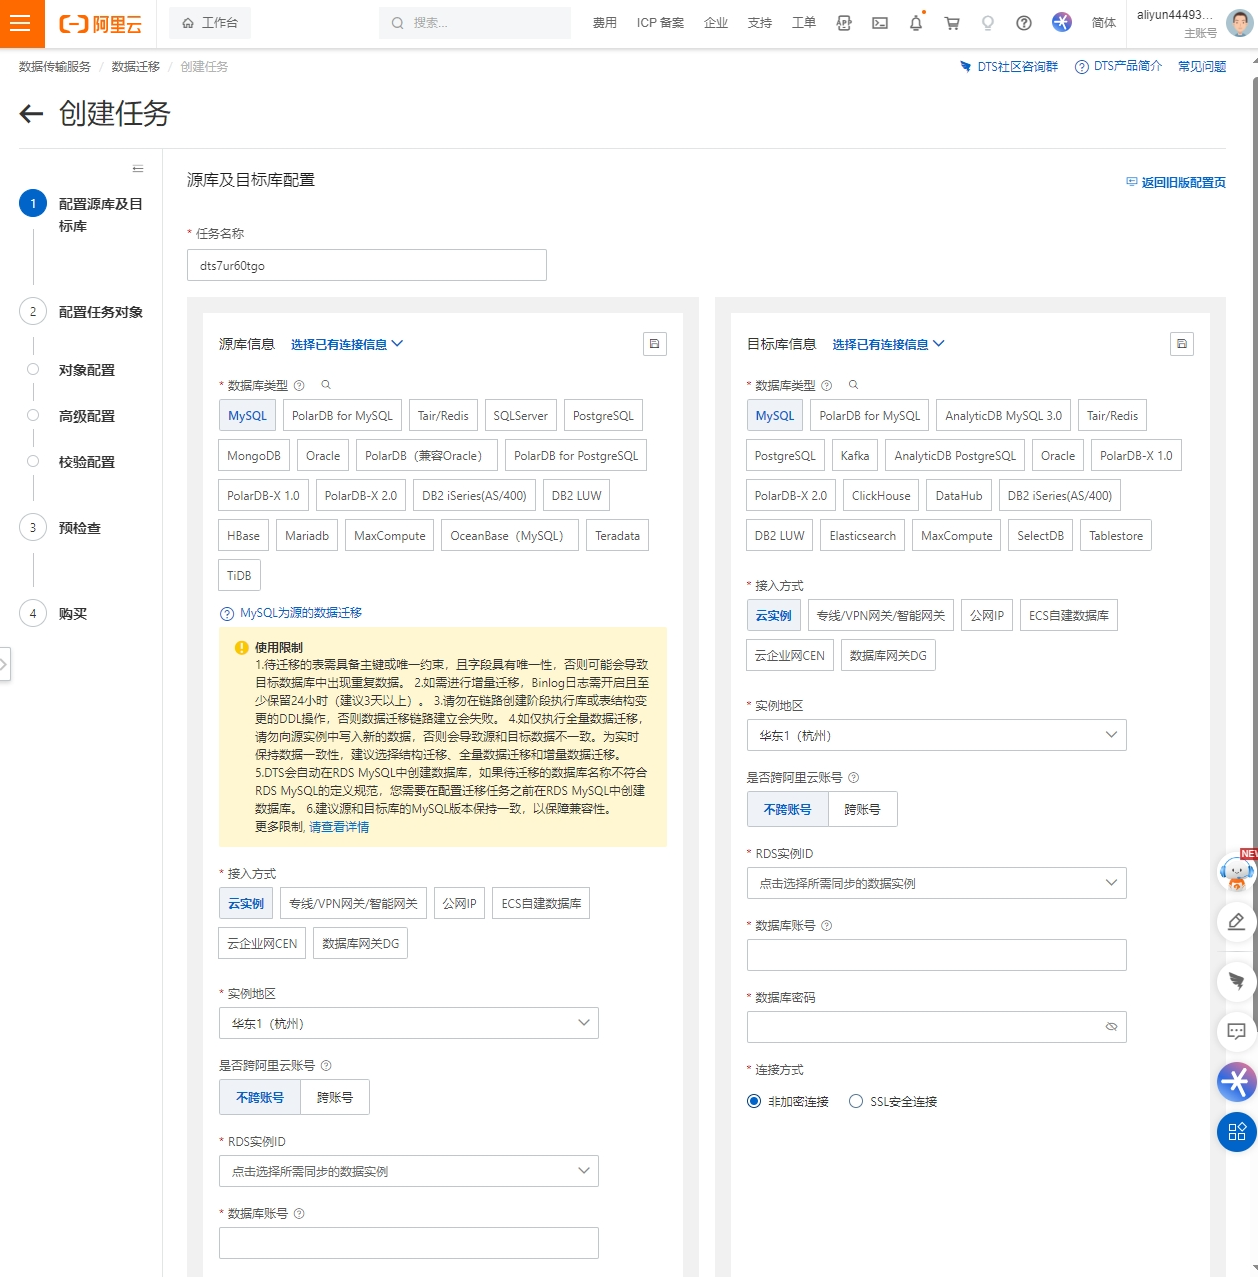 阿里云
工作台
搜索...
费用 ICP 备案 企业 支持 工单
简体
aliyun44493...
主账号
数据传输服务 / 数据迁移 / 创建任务
DTS社区咨询群 DTS产品简介 常见问题
创建任务
1 配置源库及目标库
2 配置任务对象
对象配置
高级配置
校验配置
3 预检查
4 购买
源库及目标库配置
返回旧版配置页
* 任务名称
dts7ur60tgo
源库信息 选择已有连接信息
* 数据库类型
MySQL PolarDB for MySQL Tair/Redis SQLServer PostgreSQL
MongoDB Oracle PolarDB（兼容Oracle） PolarDB for PostgreSQL
PolarDB-X 1.0 PolarDB-X 2.0 DB2 iSeries(AS/400) DB2 LUW
HBase Mariadb MaxCompute OceanBase（MySQL） Teradata
TiDB
MySQL为源的数据迁移
使用限制
1.待迁移的表需具备主键或唯一约束，且字段具有唯一性，否则可能会导致
目标数据库中出现重复数据。 2.如需进行增量迁移，Binlog日志需开启且至
少保留24小时（建议3天以上）。 3.请勿在链路创建阶段执行库或表结构变
更的DDL操作，否则数据迁移链路建立会失败。 4.如仅执行全量数据迁移，
请勿向源实例中写入新的数据，否则会导致源和目标数据不一致。为实时
保持数据一致性，建议选择结构迁移、全量数据迁移和增量数据迁移。
5.DTS会自动在RDS MySQL中创建数据库，如果待迁移的数据库名称不符合
RDS MySQL的定义规范，您需要在配置迁移任务之前在RDS MySQL中创建
数据库。 6.建议源和目标库的MySQL版本保持一致，以保障兼容性。
更多限制, 请查看详情
* 接入方式
云实例 专线/VPN网关/智能网关 公网IP ECS自建数据库
云企业网CEN 数据库网关DG
* 实例地区
华东1（杭州）
是否跨阿里云账号
不跨账号 跨账号
* RDS实例ID
点击选择所需同步的数据实例
* 数据库账号
目标库信息 选择已有连接信息
* 数据库类型
MySQL PolarDB for MySQL AnalyticDB MySQL 3.0 Tair/Redis
PostgreSQL Kafka AnalyticDB PostgreSQL Oracle PolarDB-X 1.0
PolarDB-X 2.0 ClickHouse DataHub DB2 iSeries(AS/400)
DB2 LUW Elasticsearch MaxCompute SelectDB Tablestore
* 接入方式
云实例 专线/VPN网关/智能网关 公网IP ECS自建数据库
云企业网CEN 数据库网关DG
* 实例地区
华东1（杭州）
是否跨阿里云账号
不跨账号 跨账号
* RDS实例ID
点击选择所需同步的数据实例
* 数据库账号
* 数据库密码
* 连接方式
非加密连接 SSL安全连接